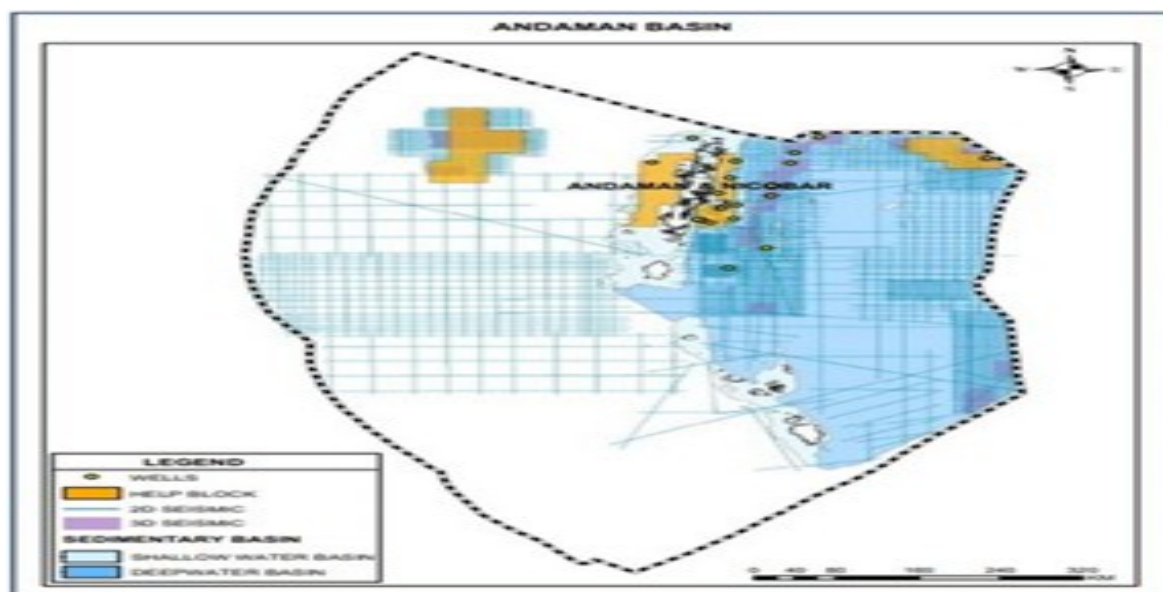 ANDAMAN BASIN
N
W E
S
ANDAMAN & NICOBAR
LEGEND
WELLS
HELP BLOCK
2D SEISMIC
3D SEISMIC
SEDIMENTARY BASIN
SHALLOW WATER BASIN
DEEPWATER BASIN
0 40 80 160 240 320
KM